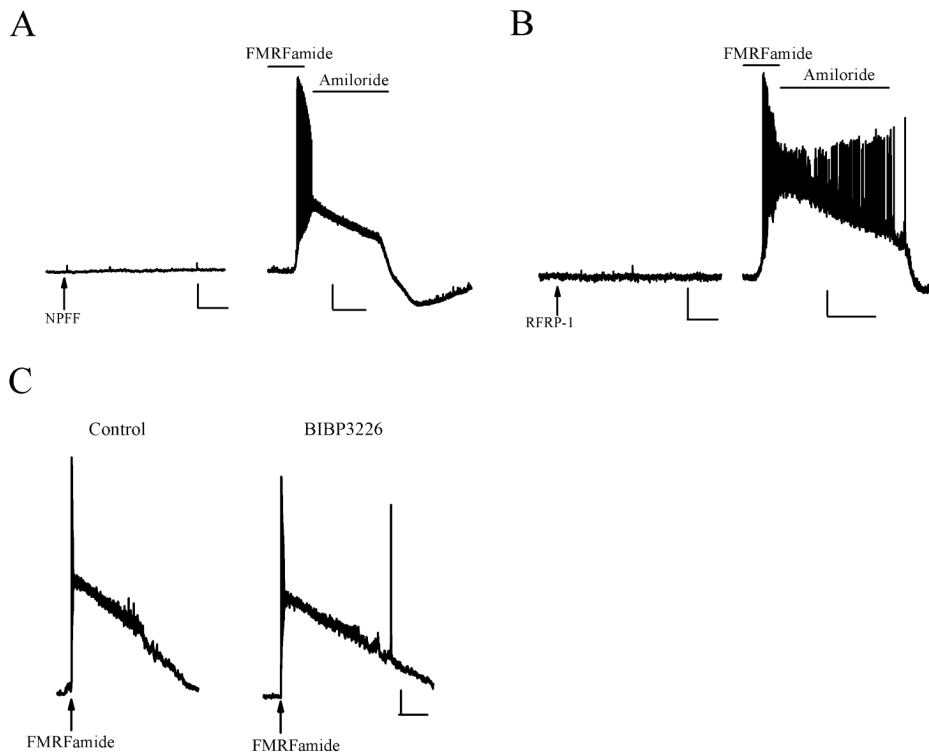 A
FMRFamide
Amiloride
NPFF
B
FMRFamide
Amiloride
RFRP-1
C
Control
FMRFamide
BIBP3226
FMRFamide